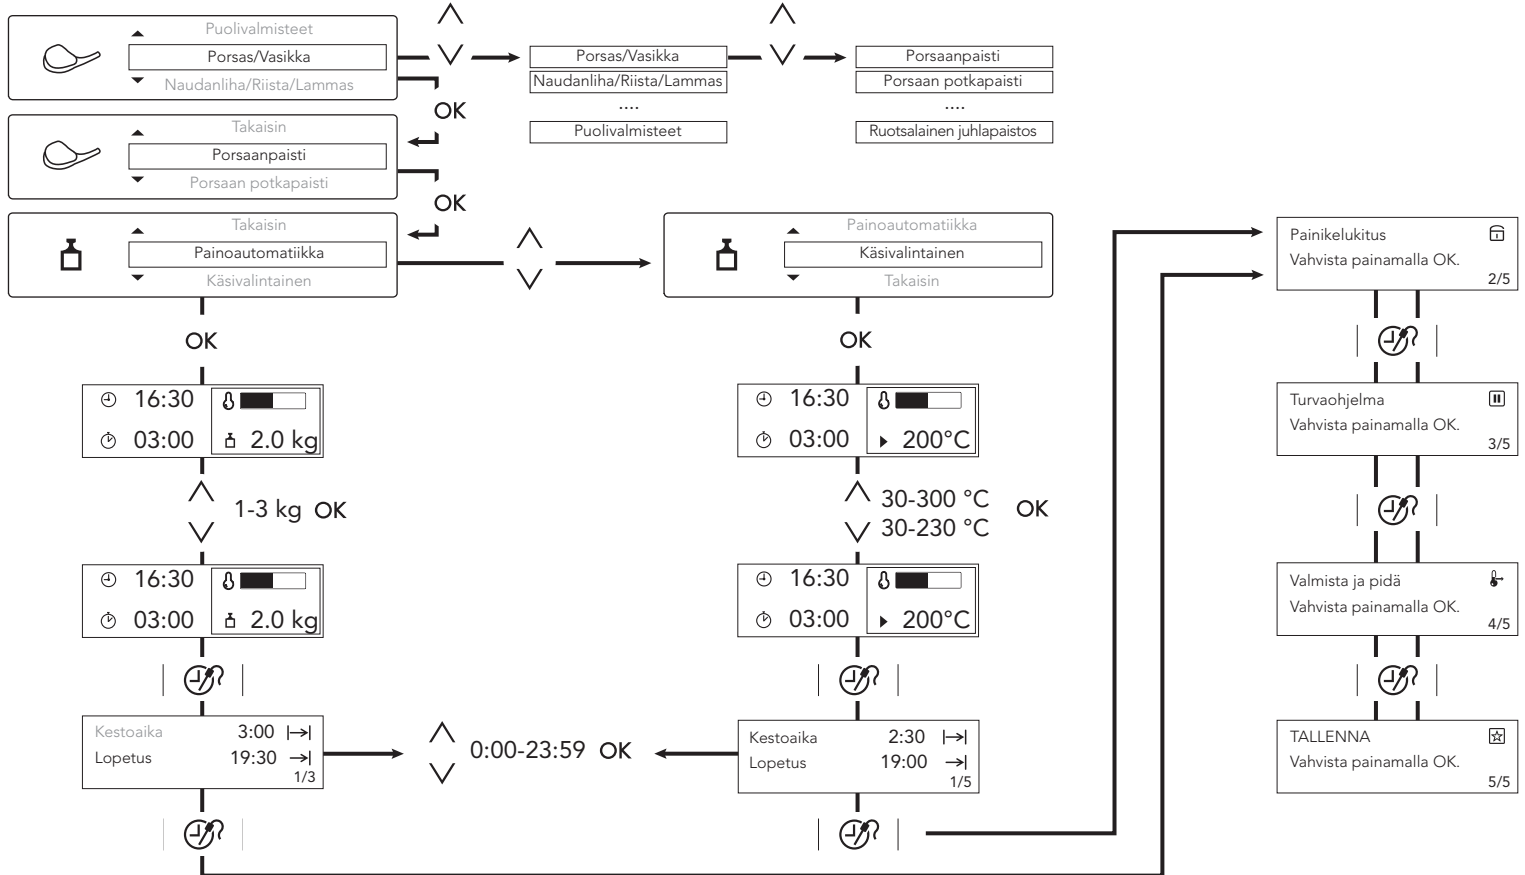 Puolivalmisteet
Porsas/Vasikka
Naudanliha/Riista/Lammas
OK
Porsas/Vasikka
Naudanliha/Riista/Lammas
....
Puolivalmisteet
Porsaanpaisti
Porsaan potkapaisti
....
Ruotsalainen juhlapaistos
Takaisin
Porsaanpaisti
Porsaan potkapaisti
OK
Takaisin
Painoautomatiikka
Käsivalintainen
Painoautomatiikka
Käsivalintainen
Takaisin
OK
OK
16:30
03:00 2.0 kg
16:30
03:00 200°C
1-3 kg OK
30-300 °C
30-230 °C
OK
16:30
03:00 2.0 kg
16:30
03:00 200°C
Kestoaika 3:00
Lopetus 19:30
1/3
0:00-23:59 OK
Kestoaika 2:30
Lopetus 19:00
1/5
Painikelukitus
Vahvista painamalla OK.
2/5
Turvaohjelma
Vahvista painamalla OK.
3/5
Valmista ja pidä
Vahvista painamalla OK.
4/5
TALLENNA
Vahvista painamalla OK.
5/5